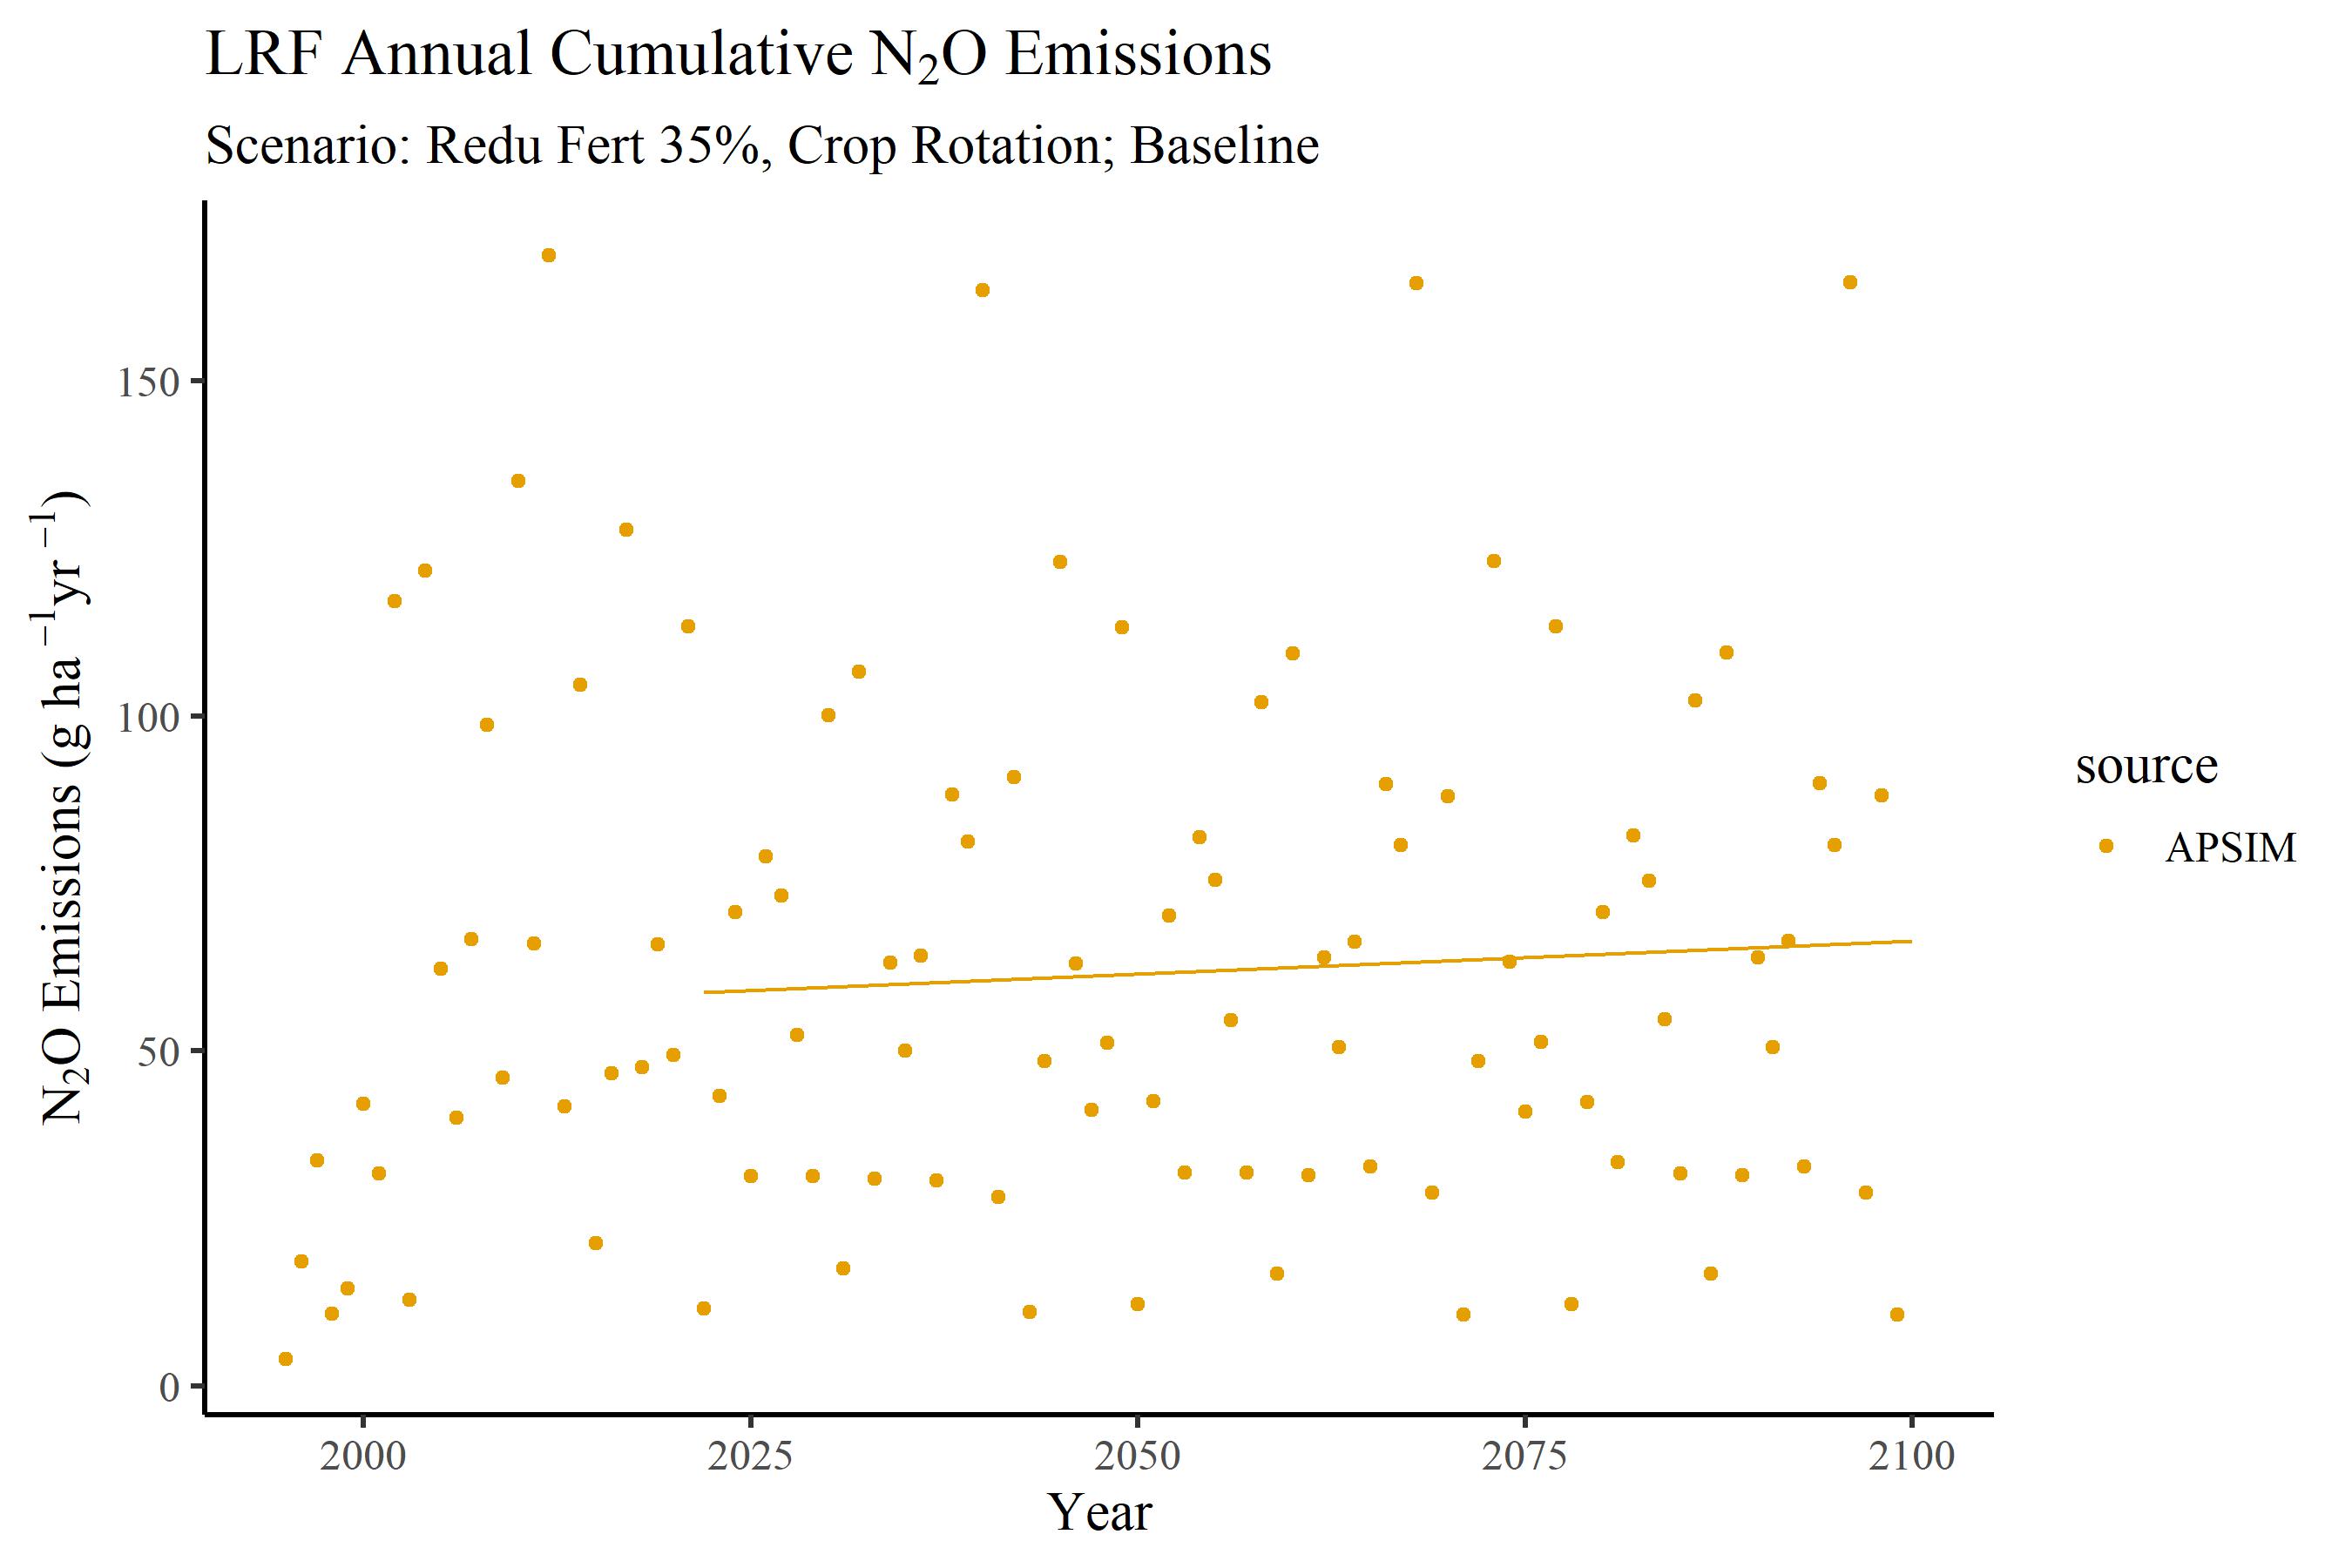 LRF Annual Cumulative N₂O Emissions
Scenario: Redu Fert 35%, Crop Rotation; Baseline
N₂O Emissions (g ha ⁻¹yr ⁻¹)
150
100
50
0
2000 2025 2050 2075 2100
Year
source
APSIM